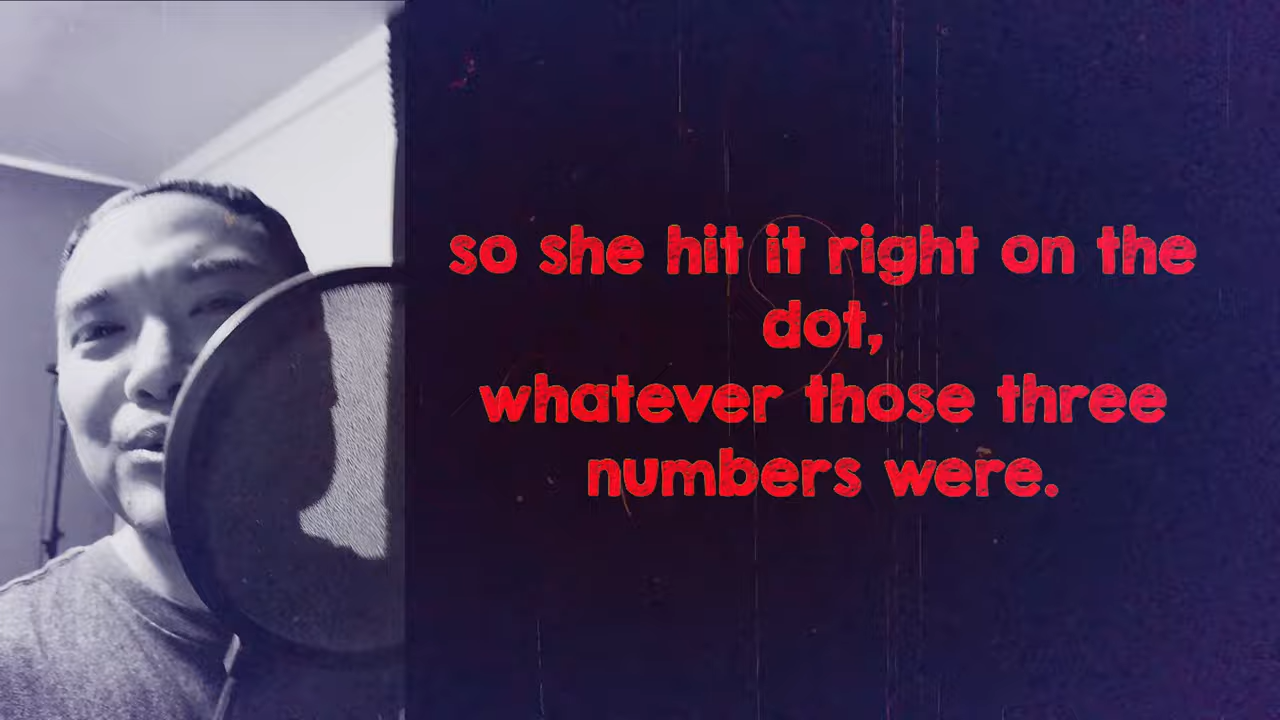 so she hit it right on the
dot,
whatever those three
numbers were.